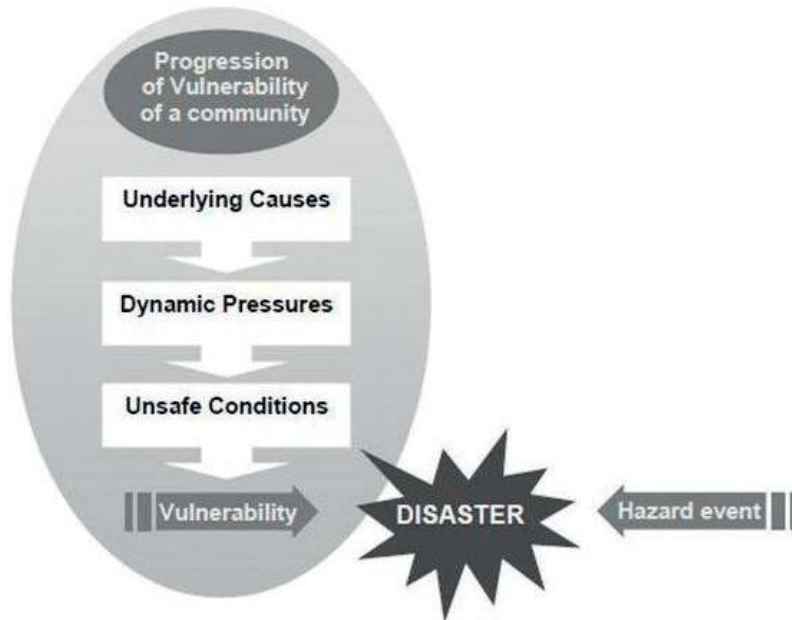 Progression
of Vulnerability
of a community
Underlying Causes
Dynamic Pressures
Unsafe Conditions
Vulnerability
DISASTER
Hazard event